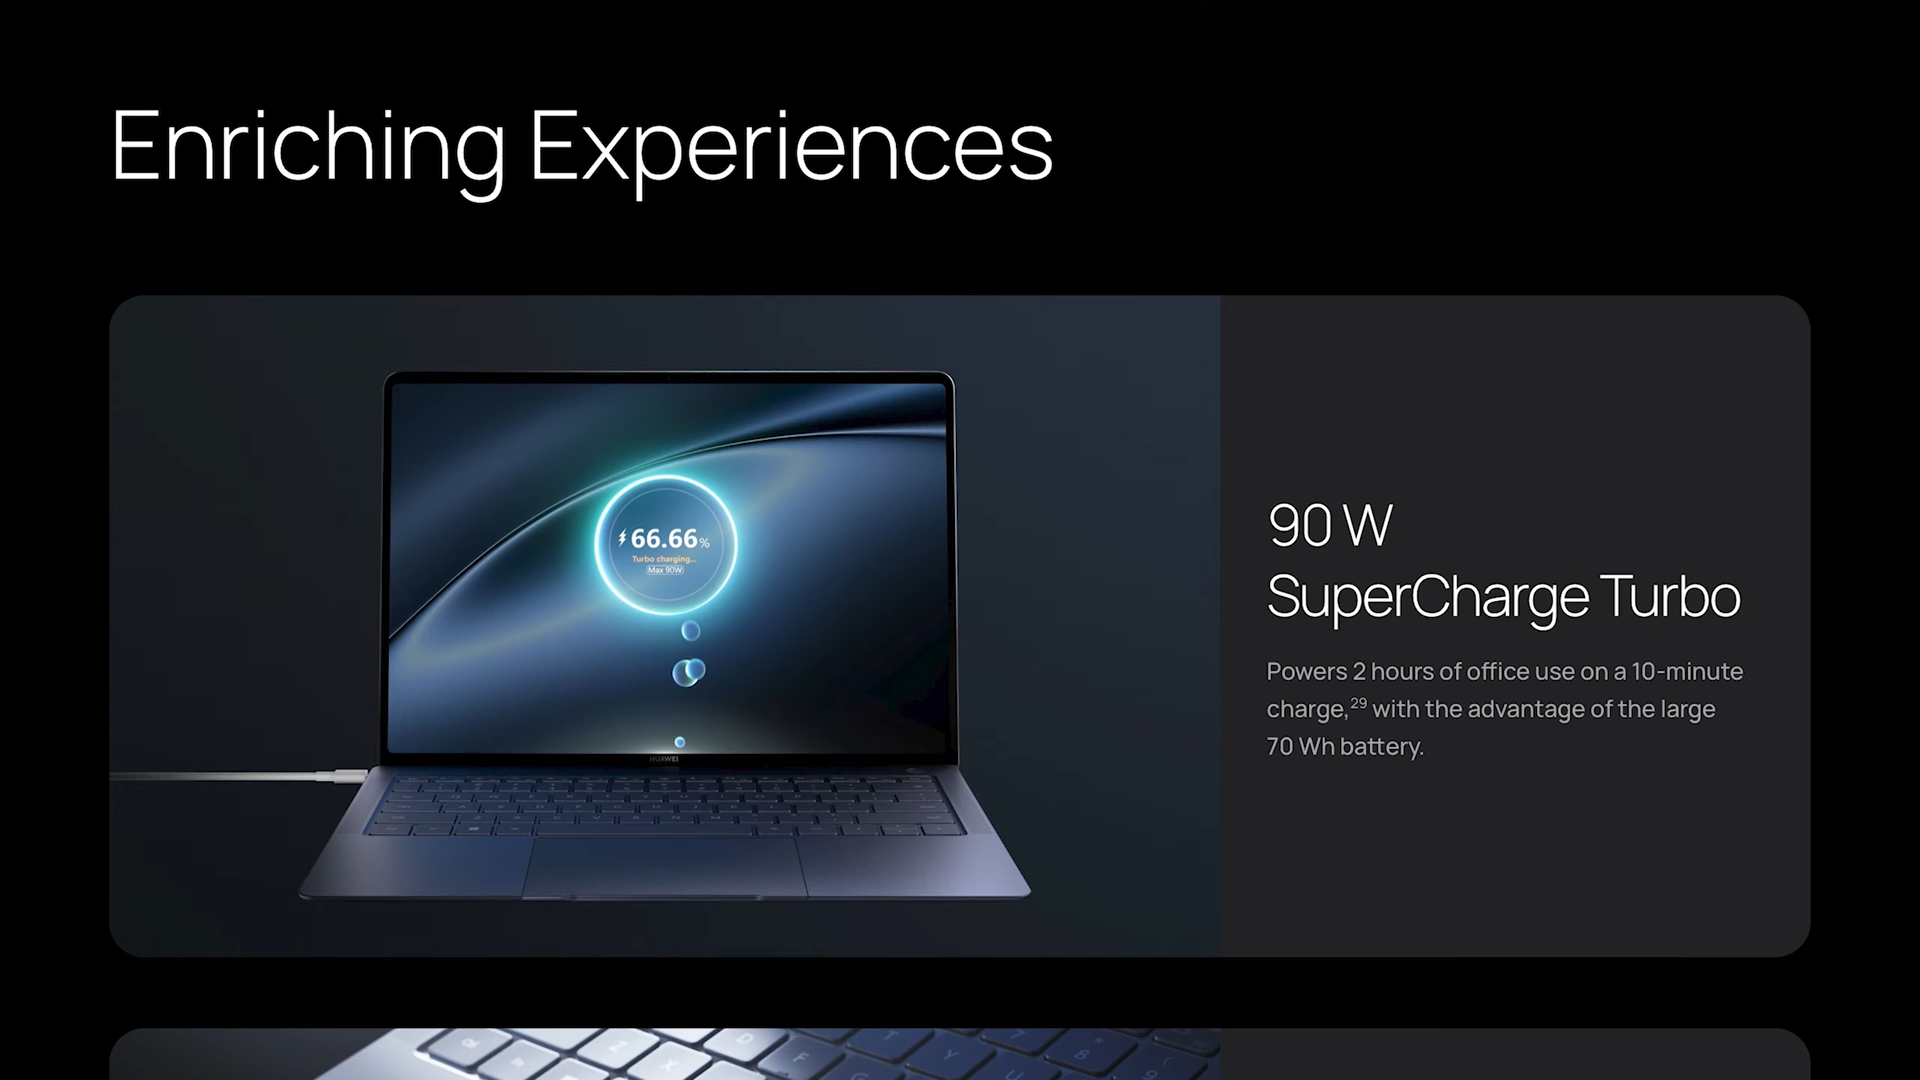 Enriching Experiences
66.66%
Turbo charging...
Max 90W
HUAWEI
90 W
SuperCharge Turbo
Powers 2 hours of office use on a 10-minute
charge,29 with the advantage of the large
70 Wh battery.